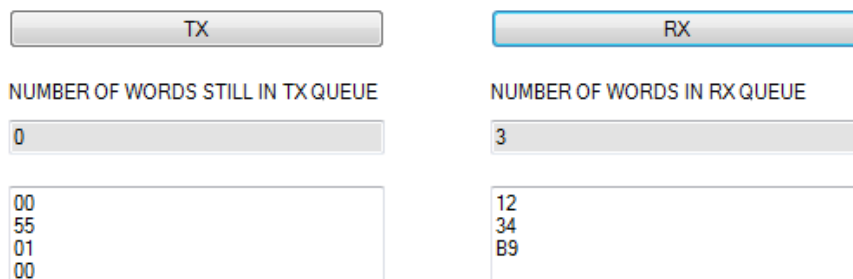 TX
NUMBER OF WORDS STILL IN TX QUEUE
0
00
55
01
00
RX
NUMBER OF WORDS IN RX QUEUE
3
12
34
B9